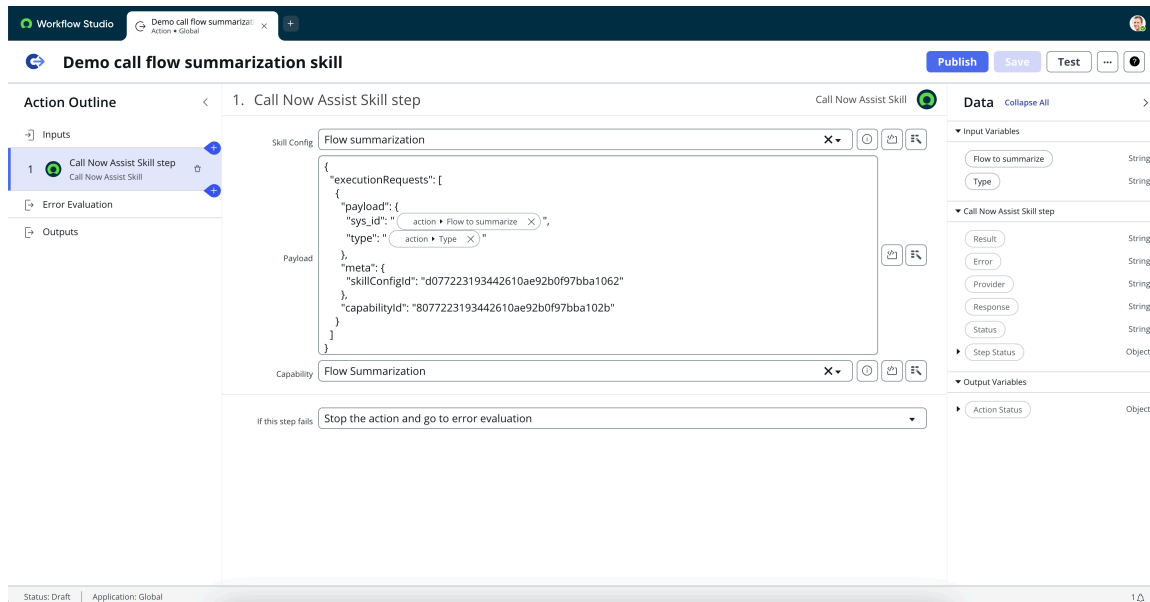 Workflow Studio
Demo call flow summarizat
Action • Global
Demo call flow summarization skill
Publish
Save
Test
Action Outline
Inputs
1
Call Now Assist Skill step
Call Now Assist Skill
Error Evaluation
Outputs
1. Call Now Assist Skill step
Call Now Assist Skill
Skill Config
Flow summarization
Payload
{
"executionRequests": [
{
"payload": {
"sys_id": " action ▸ Flow to summarize ",
"type": " action ▸ Type "
},
"meta": {
"skillConfigId": "d077223193442610ae92b0f97bba1062"
},
"capabilityId": "8077223193442610ae92b0f97bba102b"
}
]
}
Capability
Flow Summarization
If this step fails
Stop the action and go to error evaluation
Data Collapse All
Input Variables
Flow to summarize String
Type String
Call Now Assist Skill step
Result String
Error String
Provider String
Response String
Status String
Step Status Object
Output Variables
Action Status Object
Status: Draft | Application: Global
1